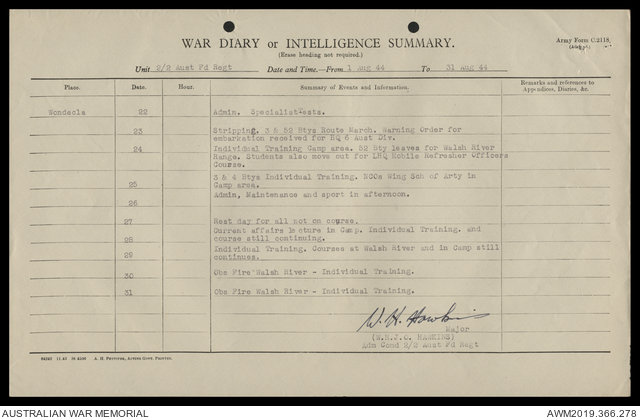 WAR DIARY or INTELLIGENCE SUMMARY.
Army Form C.2118
(Erase heading not required.)
Unit 2/2 Aust Fd Regt Date and Time—From 1 Aug 44 To 31 Aug 44
Place. Date. Hour. Summary of Events and Information. Remarks and references to Appendices, Diaries, &c.
Wondecla 22 Admin. Specialist Tests.
23 Stripping. 3 & 52 Btys Route March. Warning Order for
embarkation received for HQ 6 Aust Div.
24 Individual Training Camp area. 52 Bty leaves for Walsh River
Range. Students also move out for LHQ Mobile Refresher Officers
Course.
3 & 4 Btys Individual Training. NCOs Wing Sch of Arty in
25 Camp area.
Admin, Maintenance and sport in afternoon.
26
27 Rest day for all not on course.
Current affairs lecture in Camp. Individual Training. and
28 course still continuing.
Individual Training. Courses at Walsh River and in Camp still
29 continues.
30 Obs Fire Walsh River - Individual Training.
31 Obs Fire Walsh River - Individual Training.
W. H. Hawkins
Major
(W.H.J.C. HAWKINS)
Adm Comd 2/2 Aust Fd Regt
AUSTRALIAN WAR MEMORIAL
AWM2019.366.278